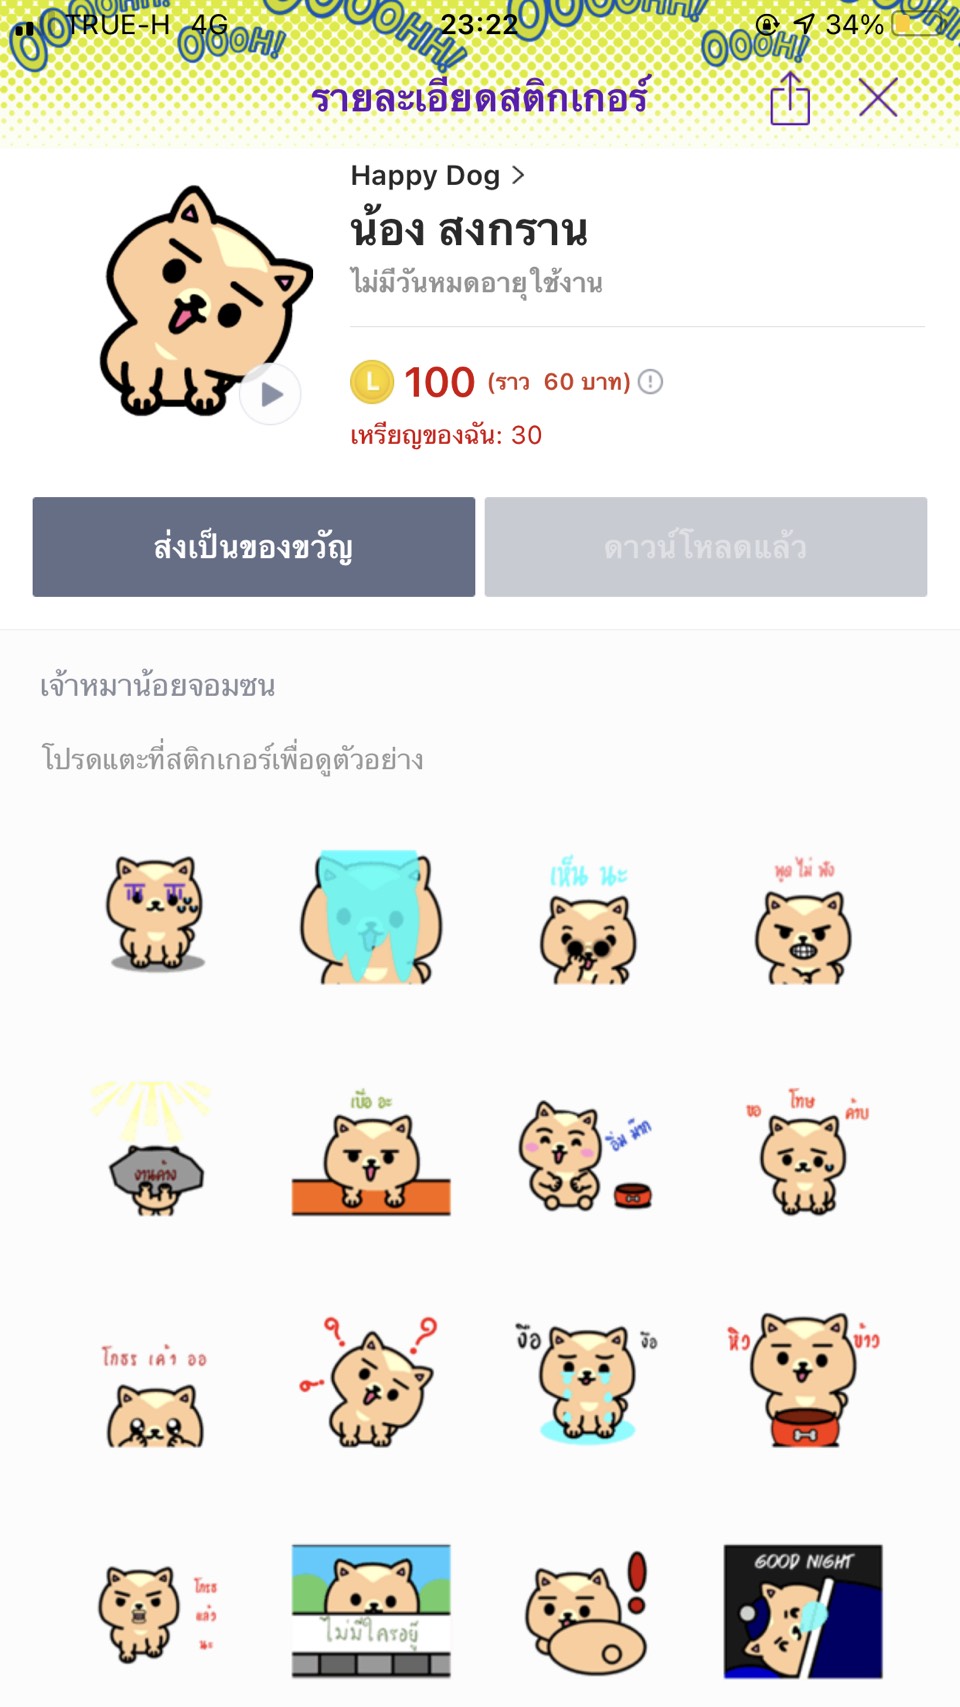 OOOH!
OOOOHH!
OOOH!
TRUE-H 4G
23:22
34%
รายละเอียดสติกเกอร์
Happy Dog >
น้อง สงกราน
ไม่มีวันหมดอายุใช้งาน
L 100 (ราว 60 บาท)
เหรียญของฉัน: 30
ส่งเป็นของขวัญ
ดาวน์โหลดแล้ว
เจ้าหมาน้อยจอมซน
โปรดแตะที่สติกเกอร์เพื่อดูตัวอย่าง
เห็น นะ
พูด ไม่ ฟัง
งานค้าง
เบื่อ อะ
อิ่ม ม๊าก
ขอ โทษ ค้าบ
โกธร เค้า ออ
? ? ?
งือ งือ
หิว ข้าว
โกรธ
แล้ว
นะ
ไม่มีใครอยู่
!
GOOD NIGHT